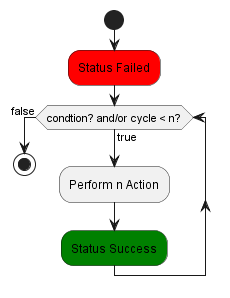 Status Failed
false
condtion? and/or cycle < n?
true
Perform n Action
Status Success